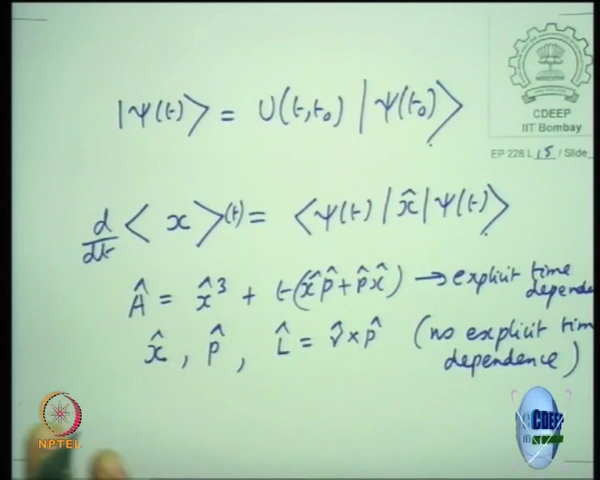 |Ψ(t)⟩ = U(t,t₀) |Ψ(t₀)⟩
CDEEP
IIT Bombay
EP 228 L 15 / Slide
d/dt ⟨x⟩(t) = ⟨Ψ(t)|x̂|Ψ(t)⟩
Â = x̂³ + t(x̂p̂+p̂x̂) → explicit time
depende
x̂, p̂, L̂ = r̂×p̂ (no explicit tim
dependence)
NPTEL
CDEEP